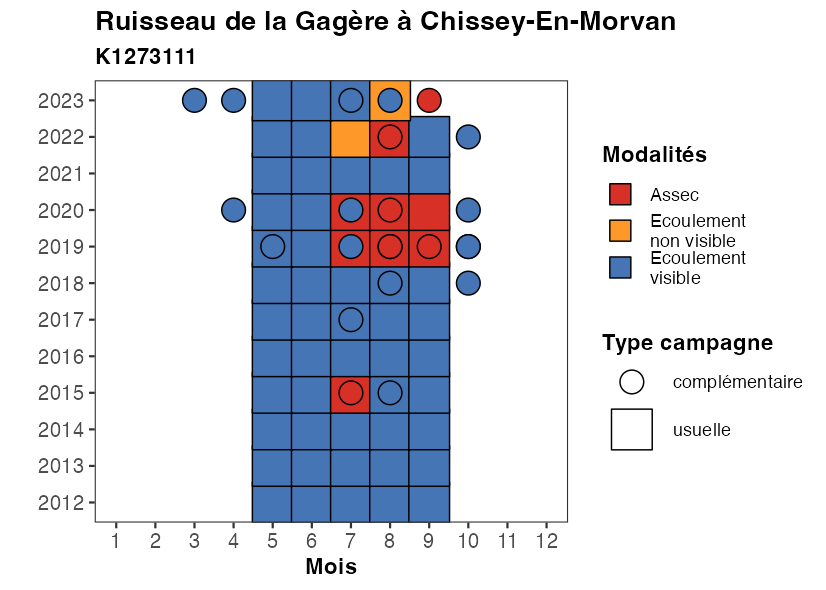 Ruisseau de la Gagère à Chissey-En-Morvan
K1273111
2023
2022
2021
2020
2019
2018
2017
2016
2015
2014
2013
2012
1 2 3 4 5 6 7 8 9 10 11 12
Mois
Modalités
Assec
Ecoulement
non visible
Ecoulement
visible
Type campagne
complémentaire
usuelle